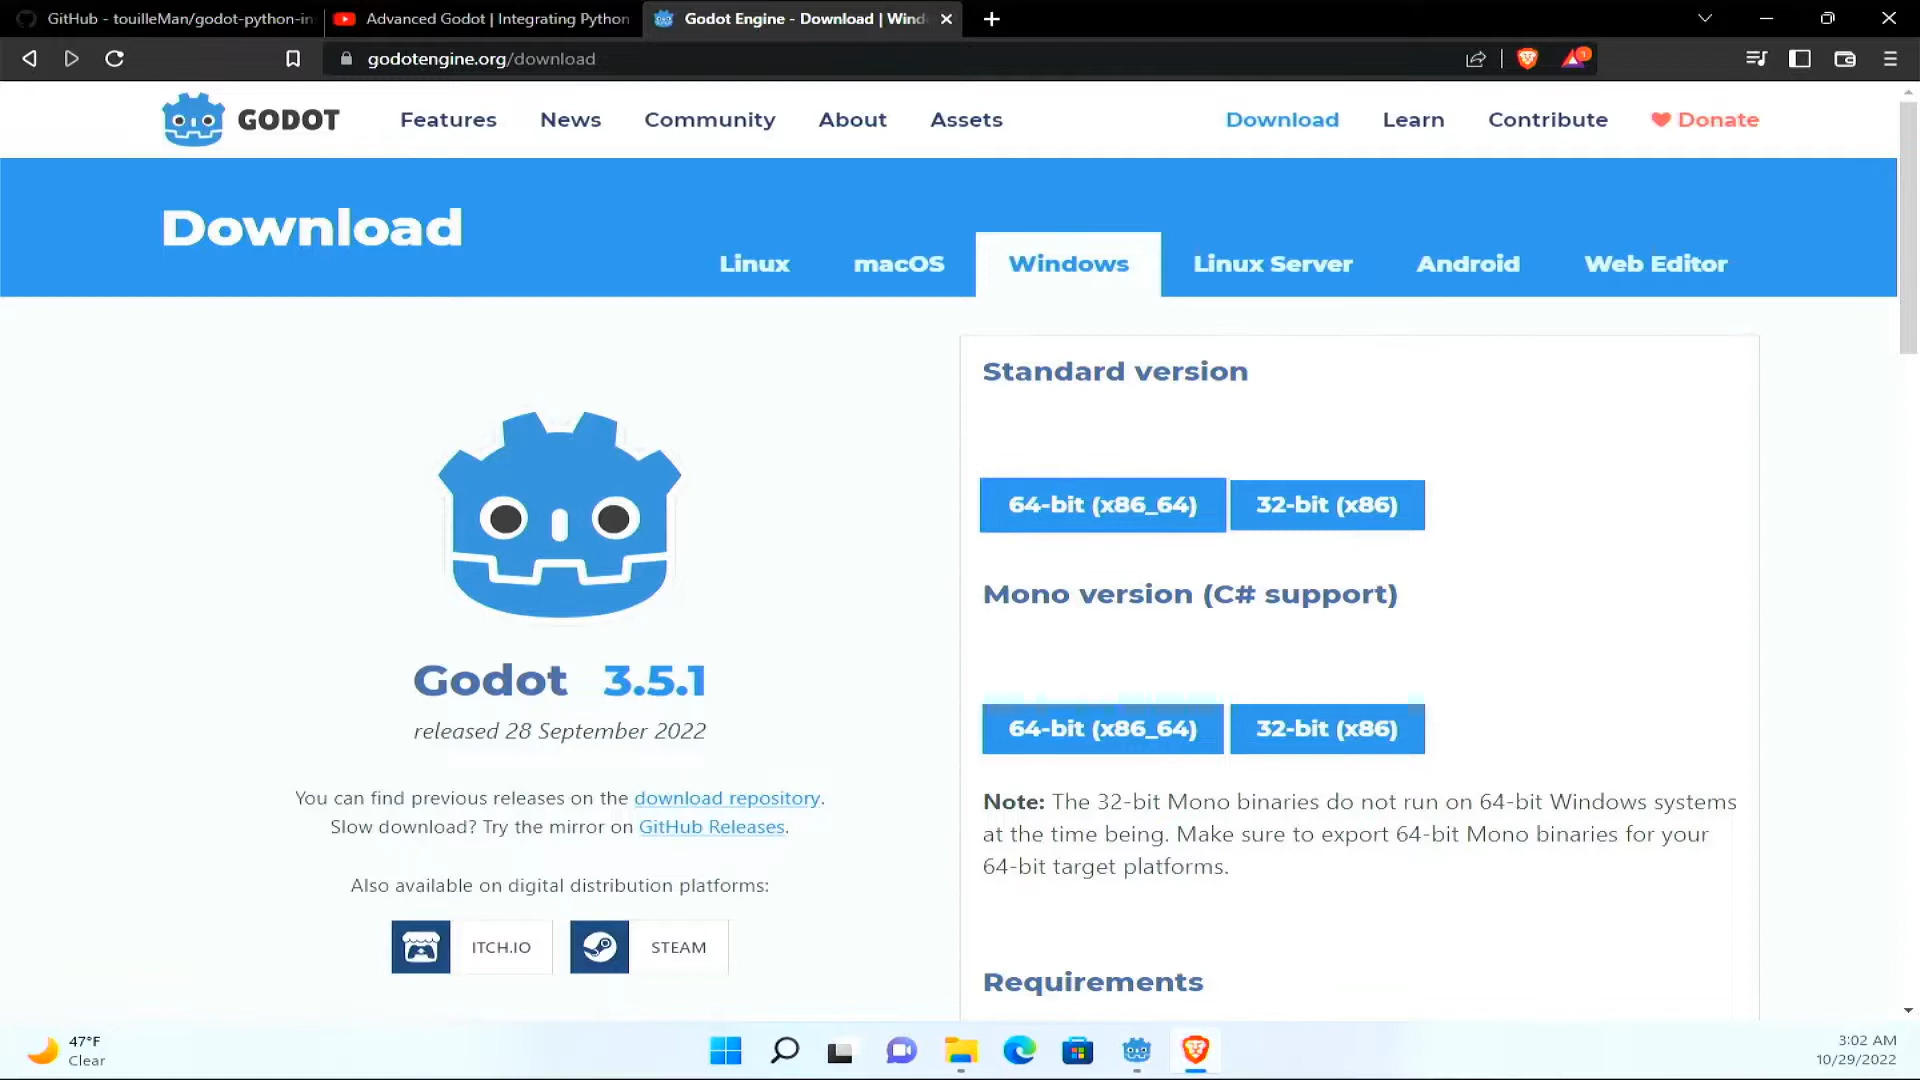 GitHub - touilleMan/godot-python-in
Advanced Godot | Integrating Python
Godot Engine - Download | Wind
godotengine.org/download
1
GODOT
Features
News
Community
About
Assets
Download
Learn
Contribute
Donate
Download
Linux
macOS
Windows
Linux Server
Android
Web Editor
Standard version
64-bit (x86_64)
32-bit (x86)
Mono version (C# support)
64-bit (x86_64)
32-bit (x86)
Note: The 32-bit Mono binaries do not run on 64-bit Windows systems
at the time being. Make sure to export 64-bit Mono binaries for your
64-bit target platforms.
Requirements
Godot 3.5.1
released 28 September 2022
You can find previous releases on the download repository.
Slow download? Try the mirror on GitHub Releases.
Also available on digital distribution platforms:
ITCH.IO
STEAM
47°F
Clear
3:02 AM
10/29/2022